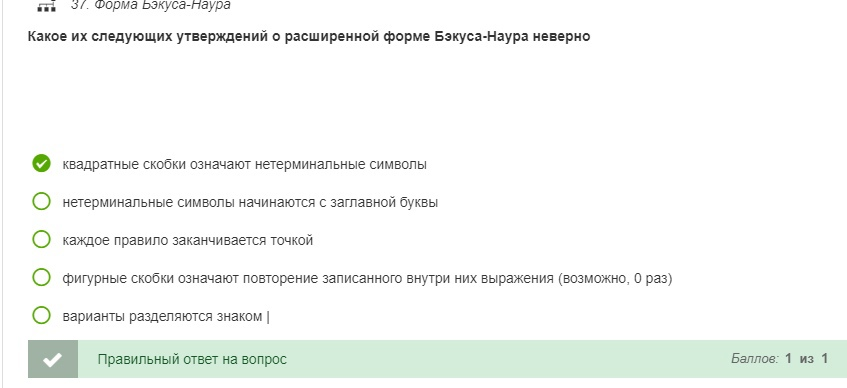 37. Форма Бэкуса-Наура
Какое их следующих утверждений о расширенной форме Бэкуса-Наура неверно
квадратные скобки означают нетерминальные символы
нетерминальные символы начинаются с заглавной буквы
каждое правило заканчивается точкой
фигурные скобки означают повторение записанного внутри них выражения (возможно, 0 раз)
варианты разделяются знаком |
Правильный ответ на вопрос Баллов: 1 из 1